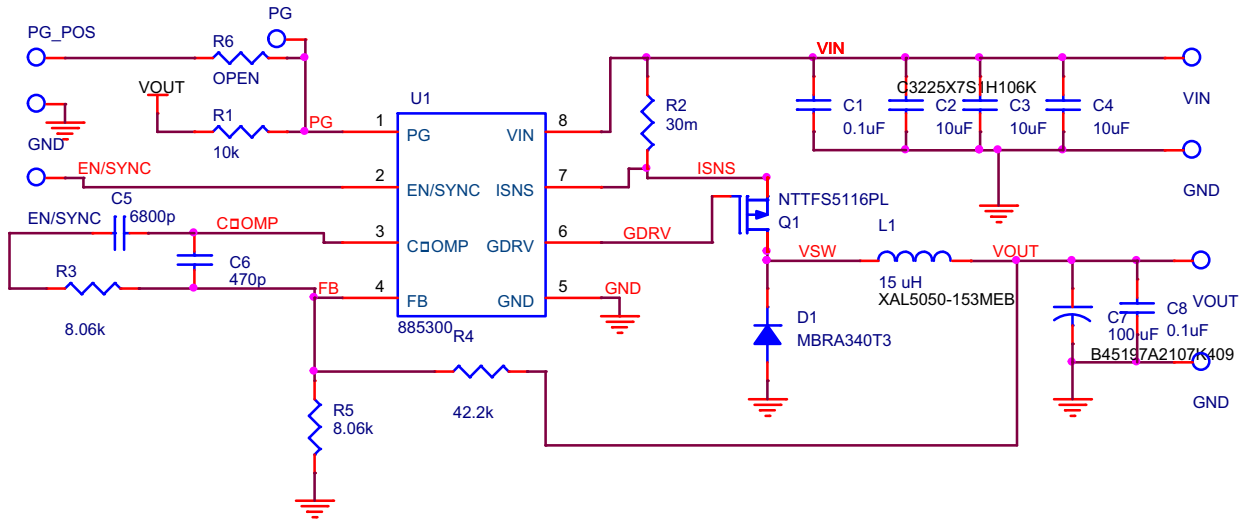 PG
PG_POS
R6
OPEN
VOUT
GND
R1
10k
PG
EN/SYNC
EN/SYNC
C5
6800p
C□OMP
C6
470p
R3
8.06k
FB
U1
1
PG
VIN
8
2
EN/SYNC
ISNS
7
3
C□OMP
GDRV
6
4
FB
GND
5
885300
GND
R4
42.2k
R5
8.06k
VIN
R2
30m
ISNS
GDRV
NTTFS5116PL
Q1
VSW
L1
15 uH
XAL5050-153MEB
VOUT
D1
MBRA340T3
C3225X7S1H106K
C1
0.1uF
C2
10uF
C3
10uF
C4
10uF
VIN
GND
C7
100 uF
C8
0.1uF
B45197A2107K409
VOUT
GND